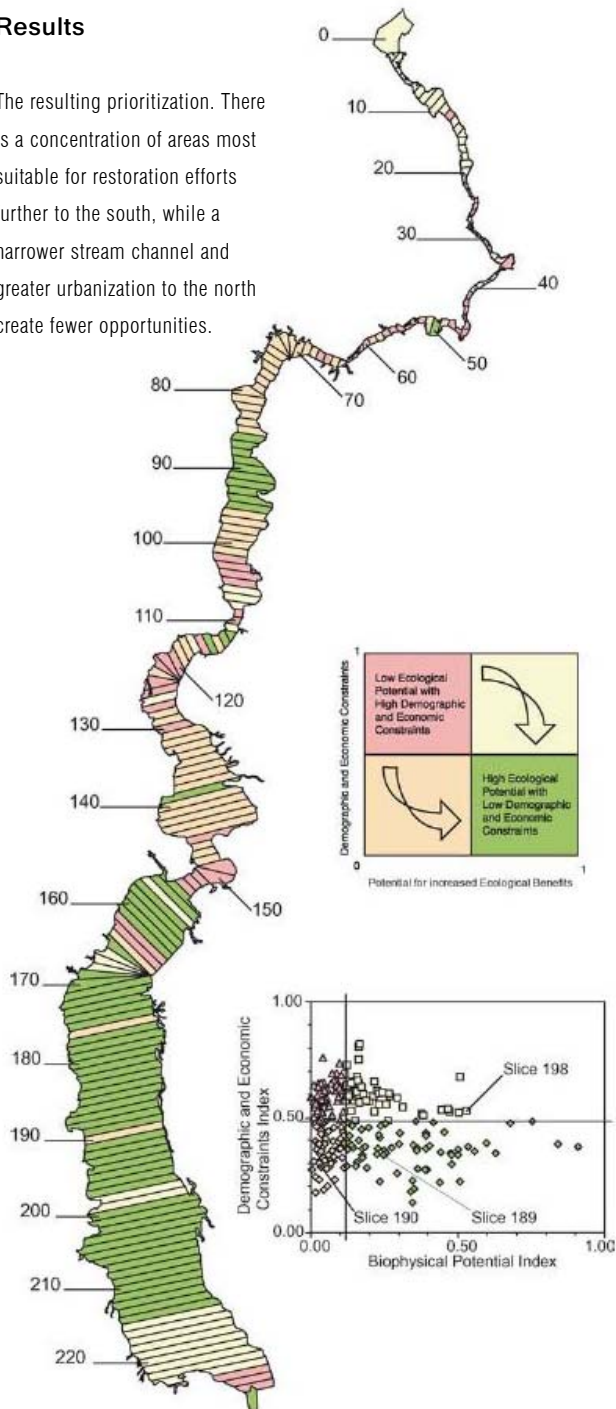 Results
The resulting prioritization. There
is a concentration of areas most
suitable for restoration efforts
further to the south, while a
narrower stream channel and
greater urbanization to the north
create fewer opportunities.
0
10
20
30
40
50
60
70
80
90
100
110
120
130
140
150
160
170
180
190
200
210
220
Demographic and Economic Constraints
1
Low Ecological
Potential with
High Demographic
and Economic
Constraints
High Ecological
Potential with
Low Demographic
and Economic
Constraints
0
1
Potential for increased Ecological Benefits
Demographic and Economic
Constraints Index
1.00
0.50
0.00
Slice 198
Slice 190
Slice 189
0.00
0.50
1.00
Biophysical Potential Index